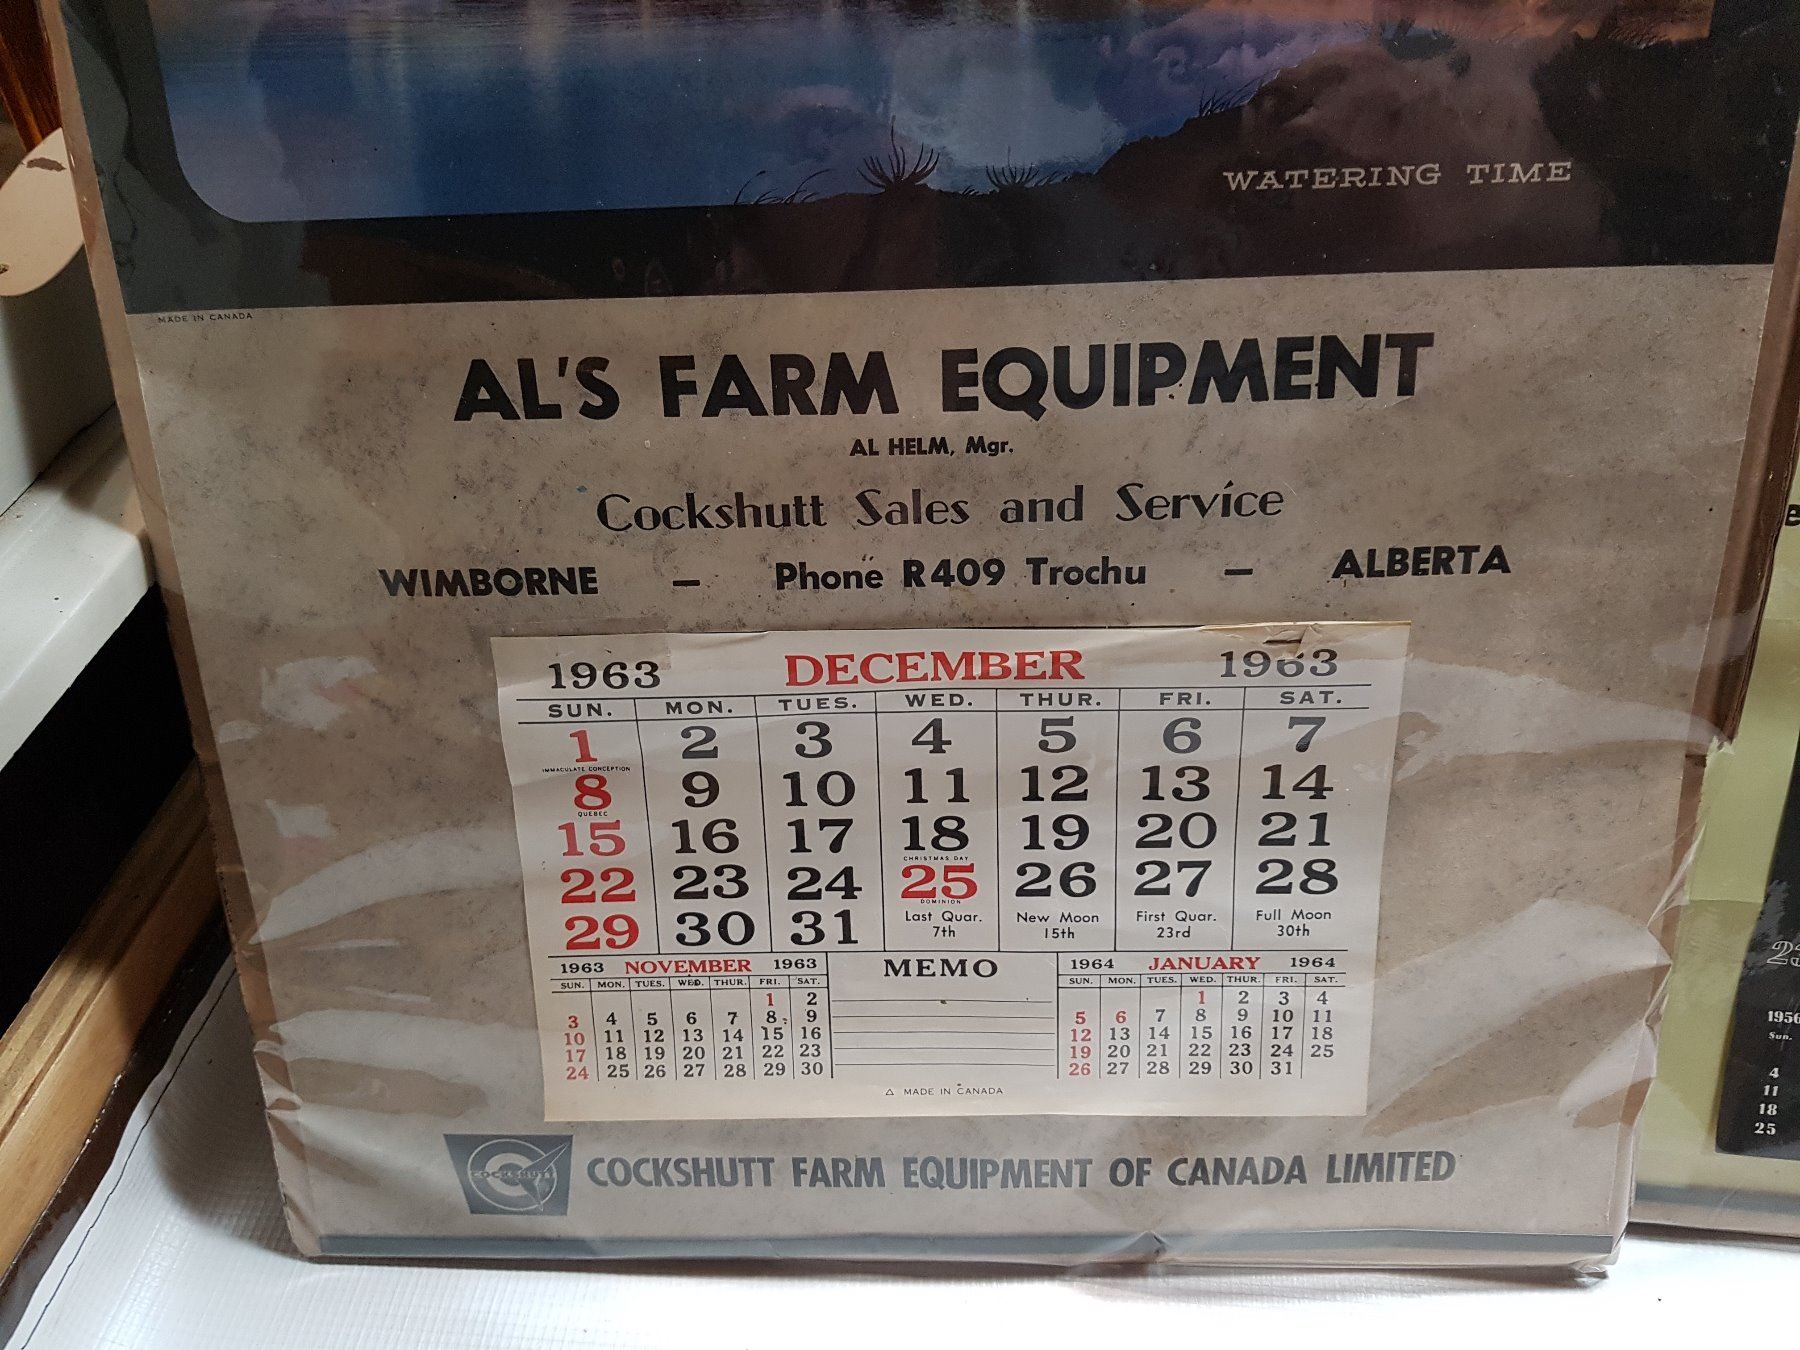 WATERING TIME
MADE IN CANADA
AL'S FARM EQUIPMENT
AL HELM, Mgr.
Cockshutt Sales and Service
WIMBORNE – Phone R409 Trochu – ALBERTA
1963 DECEMBER 1963
SUN. MON. TUES. WED. THUR. FRI. SAT.
1 2 3 4 5 6 7
IMMACULATE CONCEPTION
8 9 10 11 12 13 14
QUEBEC
15 16 17 18 19 20 21
CHRISTMAS DAY
22 23 24 25 26 27 28
DOMINION
29 30 31 Last Quar. 7th New Moon 15th First Quar. 23rd Full Moon 30th
1963 NOVEMBER 1963
SUN. MON. TUES. WED. THUR. FRI. SAT.
1 2
3 4 5 6 7 8 9
10 11 12 13 14 15 16
17 18 19 20 21 22 23
24 25 26 27 28 29 30
MEMO
1964 JANUARY 1964
SUN. MON. TUES. WED. THUR. FRI. SAT.
1 2 3 4
5 6 7 8 9 10 11
12 13 14 15 16 17 18
19 20 21 22 23 24 25
26 27 28 29 30 31
△ MADE IN CANADA
COCKSHUTT
COCKSHUTT FARM EQUIPMENT OF CANADA LIMITED
1956
Sun.
4
11
18
25